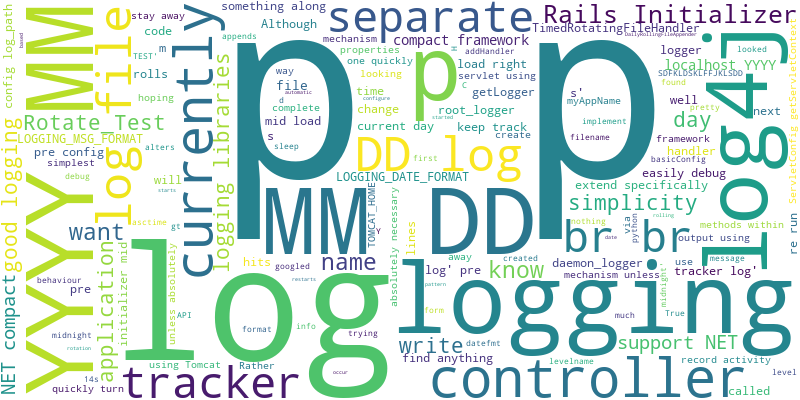 something along
stay away
Although
code
separate
Rails Initializer
TimedRotatingFileHandler
DailyRollingFileAppender
currently
MM
log file
config log_path
based
m
appends
TEST'
rolls
hoping
mechanism
addHandler
compact framework
properties
one quickly
looking
load right
servlet using
logger
looked
localhost YYYY
SDFKLDSKLFFJKLSDD
log4j
ServletConfig getServletContext
way
file
automatic
d
complete
configure
mid load
s
sleep
p
p
p
H
C
time
change
getLogger
root_logger
current day
keep track
create
started
s'
myAppName
implement
filename
basicConfig
found
well
pretty
day
next
framework
handler
easily debug
Rotate_Test
LOGGING_MSG_FORMAT
pre config
simplest
alters
debug
will
good logging
logging libraries
DD log
first
LOGGING_DATE_FORMAT
extend specifically
simplicity
nothing
rolling
methods within
re run
YYYY
want
application
asctime
gt
initializer mid
unless absolutely
MM
DD
TOMCAT_HOME
Y
absolutely necessary
lines
br br
date
via
python
output using
use
message
log
name
hits
googled
restarts
away
created
log' pre
pattern
form
know
daemon_logger
mechanism unless
tracker log'
midnight'
logging
NET compact
pre
behaviour
midnight
rotation
API
format
info
trying
Rather
occur
using Tomcat
write
datefmt
find anything
levelname
much
True
support NET
record activity
level
14s
starts
quickly turn
tracker
controller
called